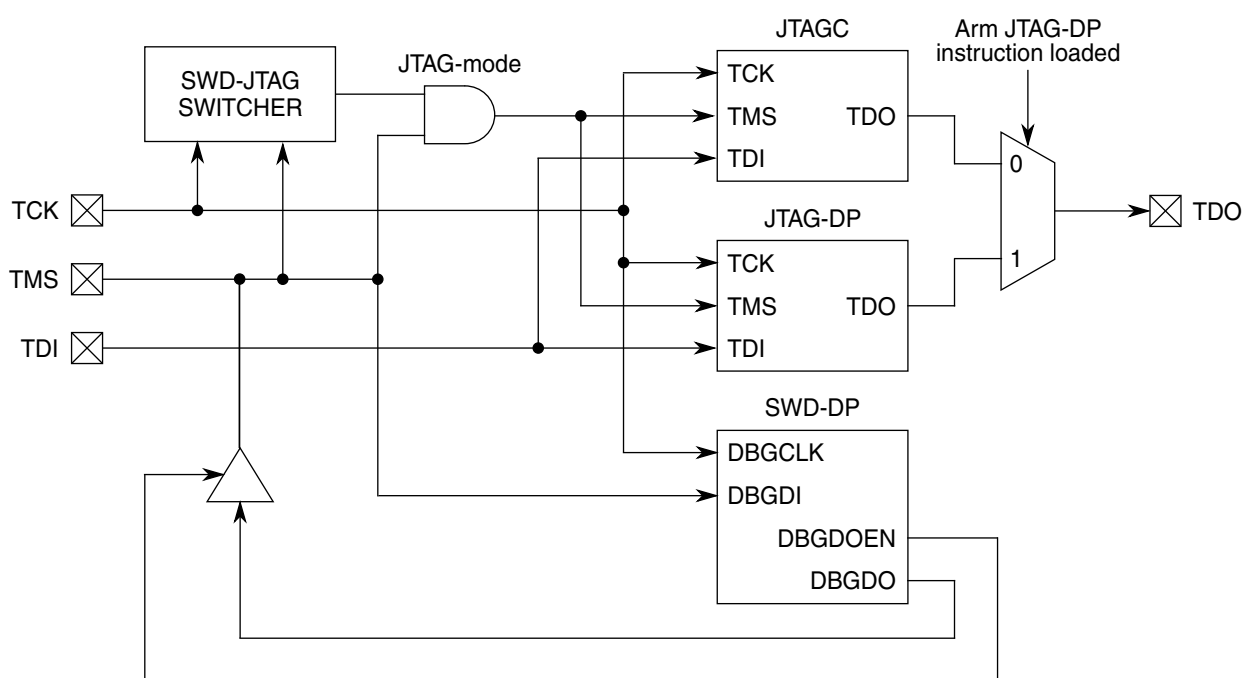 JTAGC
Arm JTAG-DP
instruction loaded
JTAG-mode
SWD-JTAG
SWITCHER
TCK
TMS
TDO
TDI
0
TCK
TDO
JTAG-DP
1
TMS
TCK
TMS
TDO
TDI
TDI
SWD-DP
DBGCLK
DBGDI
DBGDOEN
DBGDO